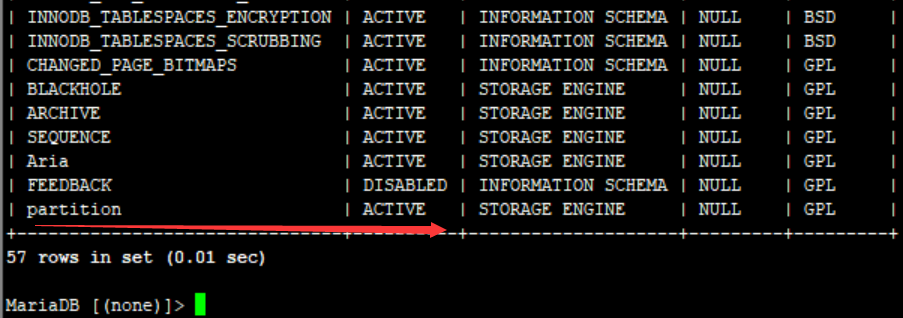 | INNODB_TABLESPACES_ENCRYPTION | ACTIVE | INFORMATION SCHEMA | NULL | BSD |
| INNODB_TABLESPACES_SCRUBBING | ACTIVE | INFORMATION SCHEMA | NULL | BSD |
| CHANGED_PAGE_BITMAPS | ACTIVE | INFORMATION SCHEMA | NULL | GPL |
| BLACKHOLE | ACTIVE | STORAGE ENGINE | NULL | GPL |
| ARCHIVE | ACTIVE | STORAGE ENGINE | NULL | GPL |
| SEQUENCE | ACTIVE | STORAGE ENGINE | NULL | GPL |
| Aria | ACTIVE | STORAGE ENGINE | NULL | GPL |
| FEEDBACK | DISABLED | INFORMATION SCHEMA | NULL | GPL |
| partition | ACTIVE | STORAGE ENGINE | NULL | GPL |
+-------------------------------+----------+--------------------+---------+---------+
57 rows in set (0.01 sec)
MariaDB [(none)]>